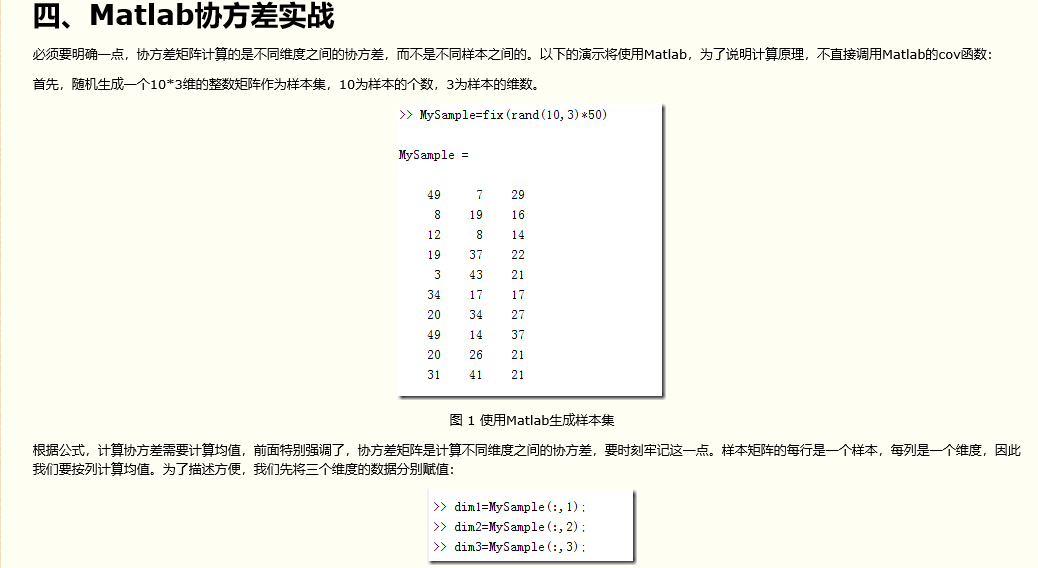 四、Matlab协方差实战
必须要明确一点，协方差矩阵计算的是不同维度之间的协方差，而不是不同样本之间的。以下的演示将使用Matlab，为了说明计算原理，不直接调用Matlab的cov函数：
首先，随机生成一个10*3维的整数矩阵作为样本集，10为样本的个数，3为样本的维数。
>> MySample=fix(rand(10,3)*50)
MySample =
49 7 29
8 19 16
12 8 14
19 37 22
3 43 21
34 17 17
20 34 27
49 14 37
20 26 21
31 41 21
图 1 使用Matlab生成样本集
根据公式，计算协方差需要计算均值，前面特别强调了，协方差矩阵是计算不同维度之间的协方差，要时刻牢记这一点。样本矩阵的每行是一个样本，每列是一个维度，因此
我们要按列计算均值。为了描述方便，我们先将三个维度的数据分别赋值：
>> dim1=MySample(:,1);
>> dim2=MySample(:,2);
>> dim3=MySample(:,3);